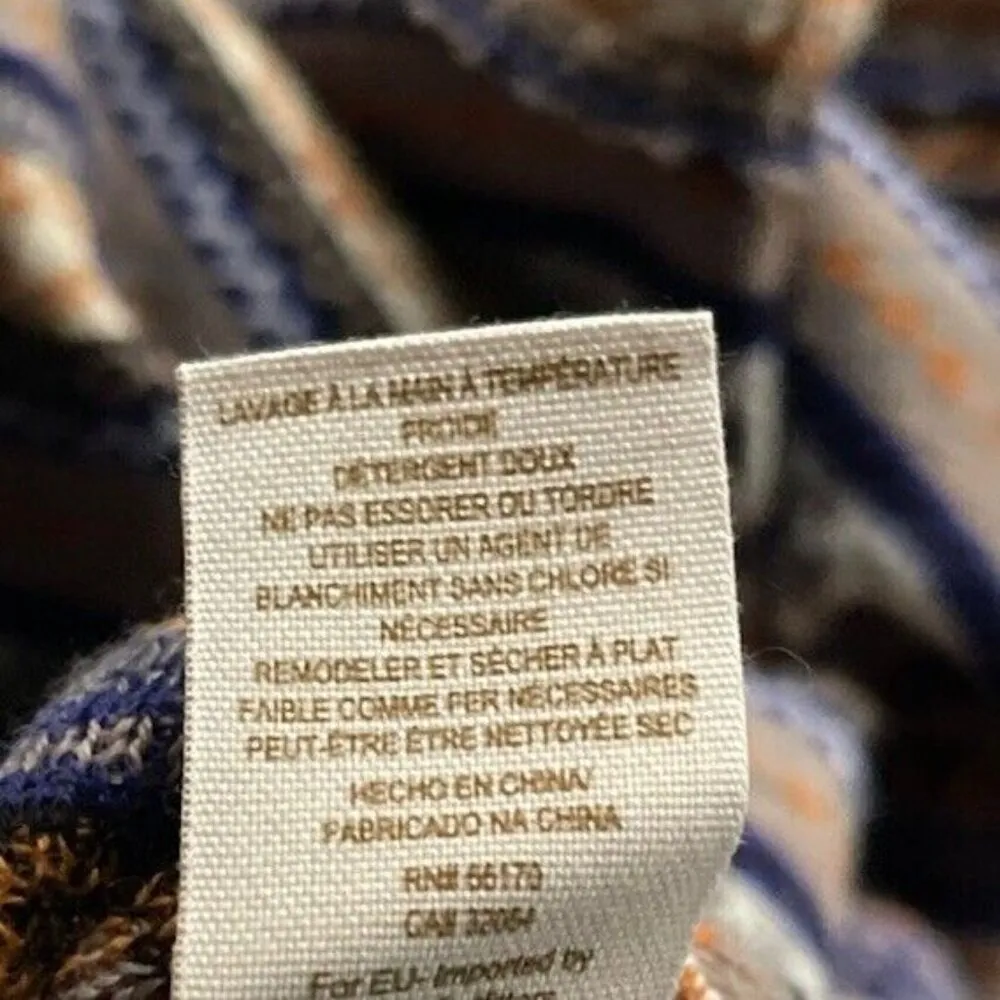 LAVAGE À LA MAIN À TEMPÉRATURE
FROIDE
DÉTERGENT DOUX
NE PAS ESSORER OU TORDRE
UTILISER UN AGENT DE
BLANCHIMENT SANS CHLORE SI
NÉCESSAIRE
REMODELER ET SÉCHER À PLAT
FAIBLE COMME FER NÉCESSAIRES
PEUT-ÊTRE ÊTRE NETTOYÉE SEC
HECHO EN CHINA/
FABRICADO NA CHINA
RN# 66170
CA# 32064
For EU- Imported by